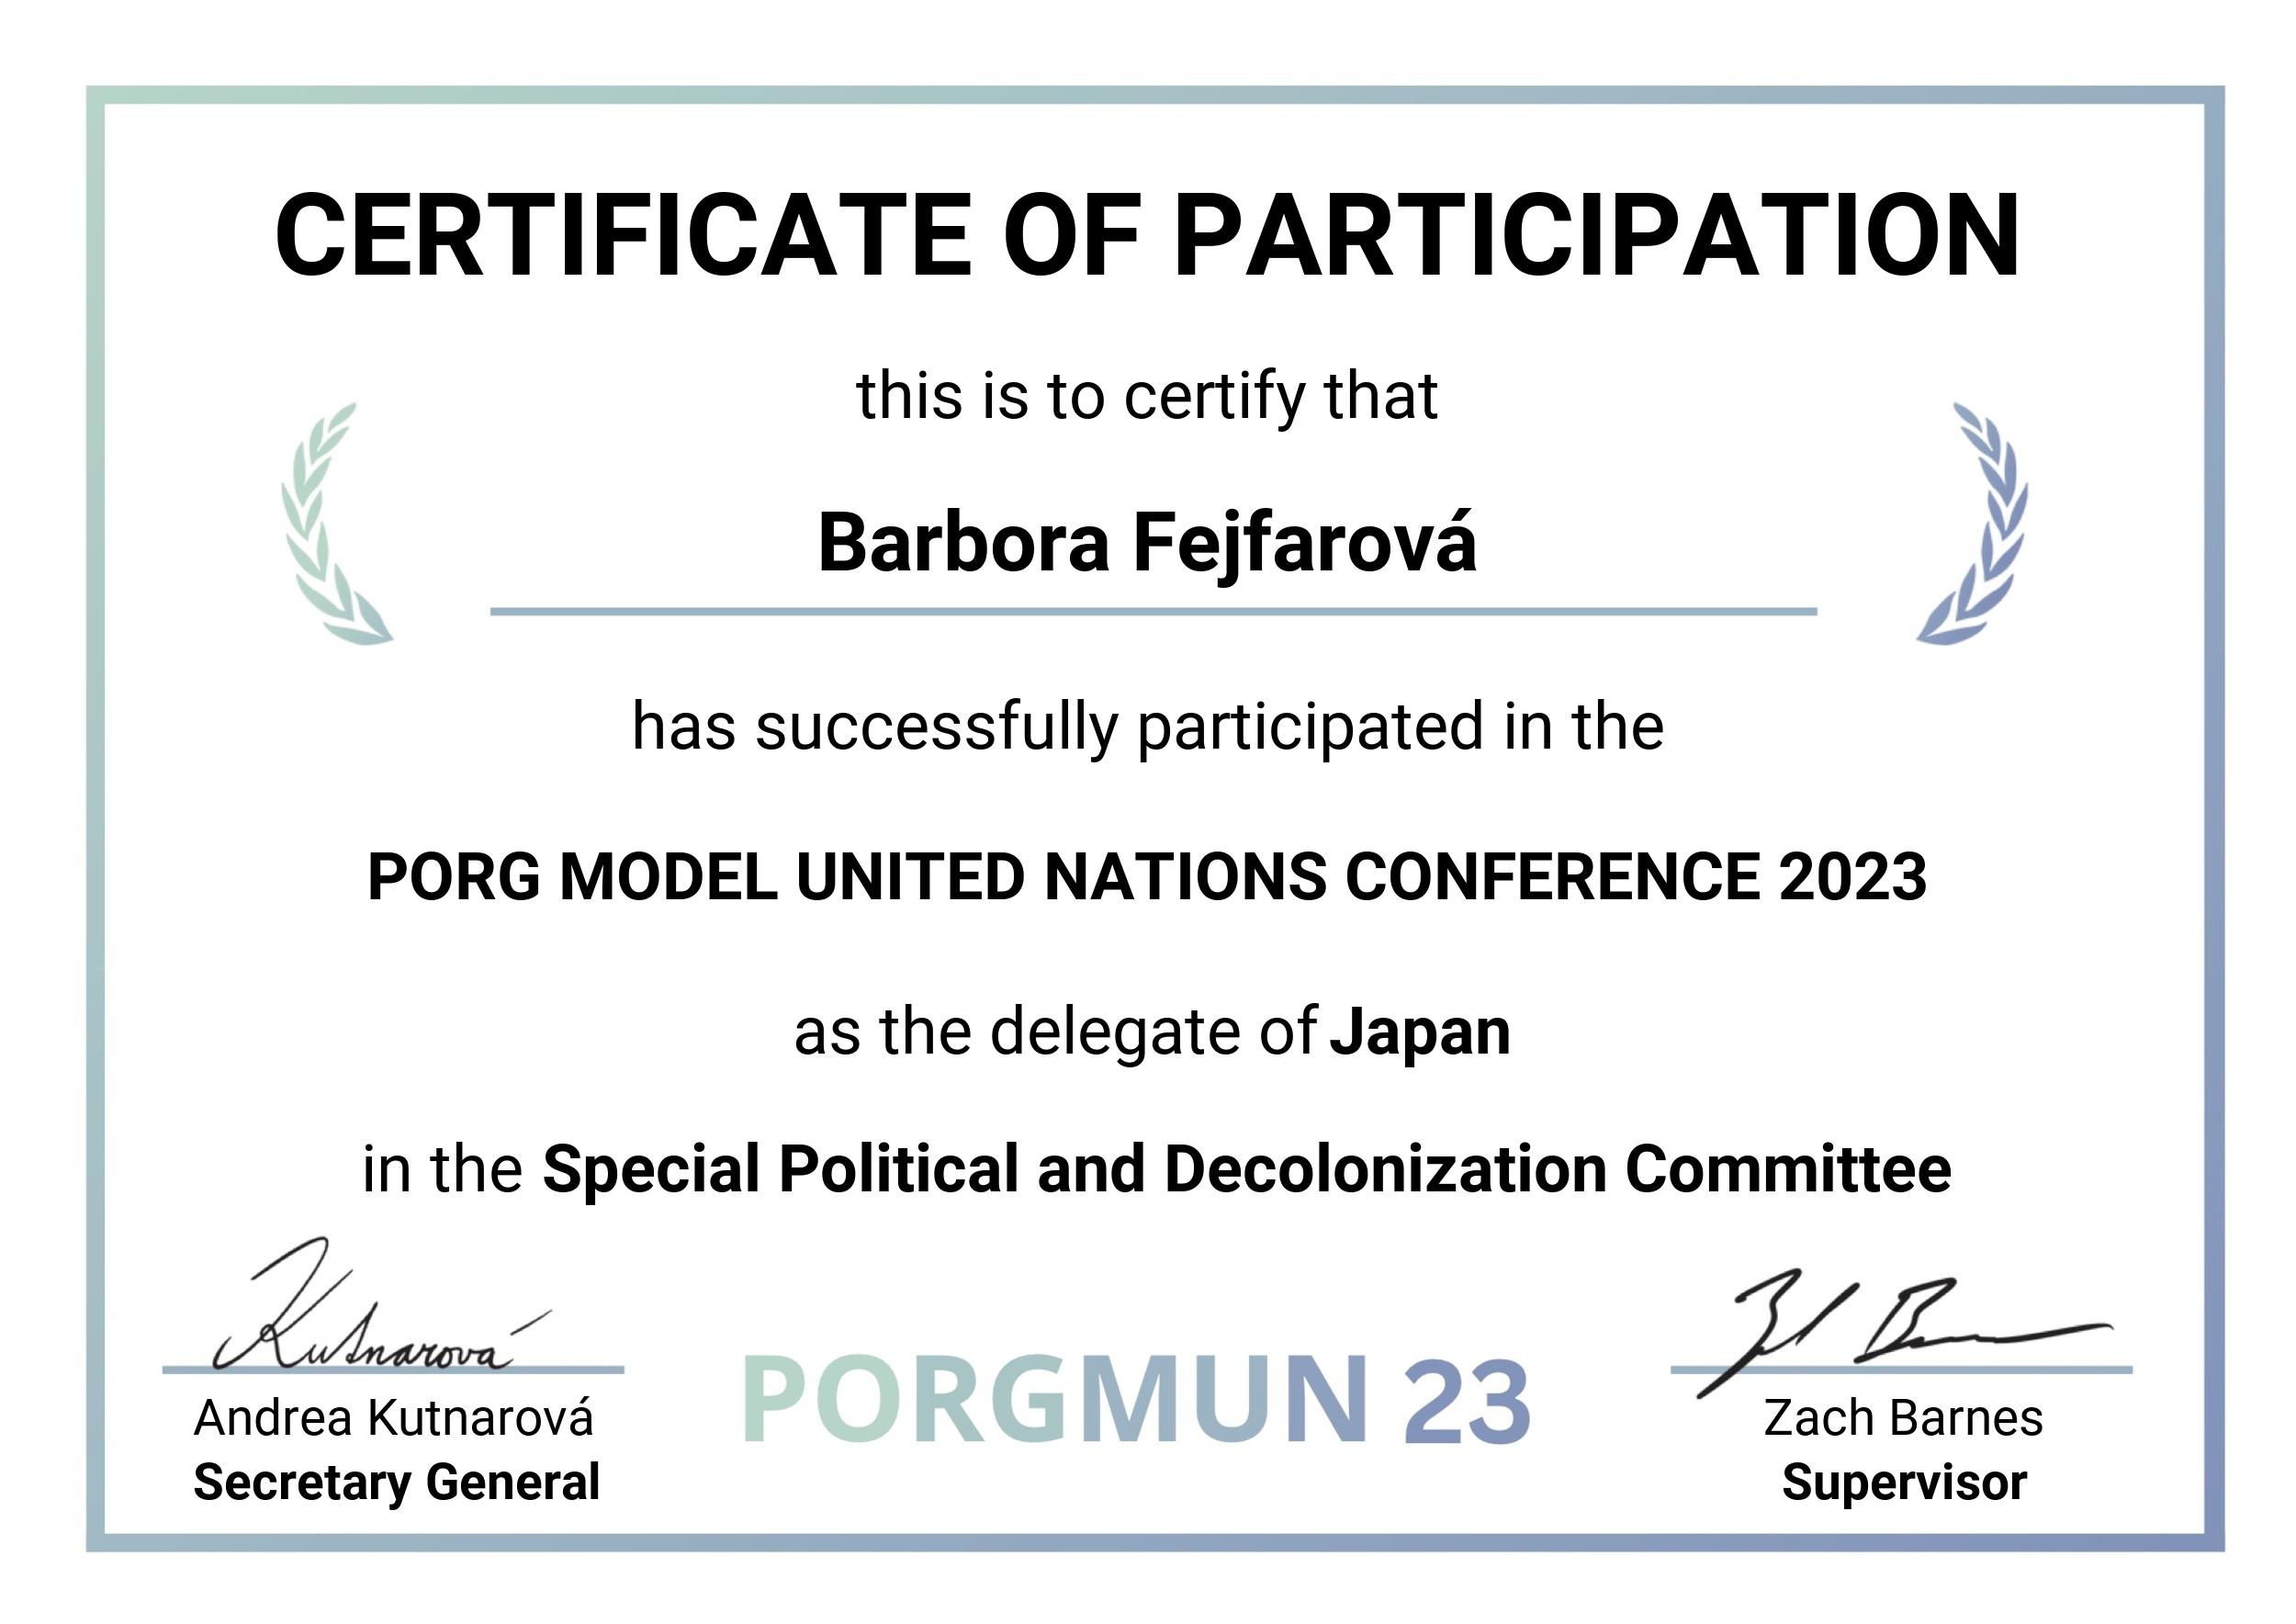 CERTIFICATE OF PARTICIPATION
this is to certify that
Barbora Fejfarová
has successfully participated in the
PORG MODEL UNITED NATIONS CONFERENCE 2023
as the delegate of Japan
in the Special Political and Decolonization Committee
Kutnarová
Andrea Kutnarová
Secretary General
PORGMUN 23
Zach Barnes
Supervisor